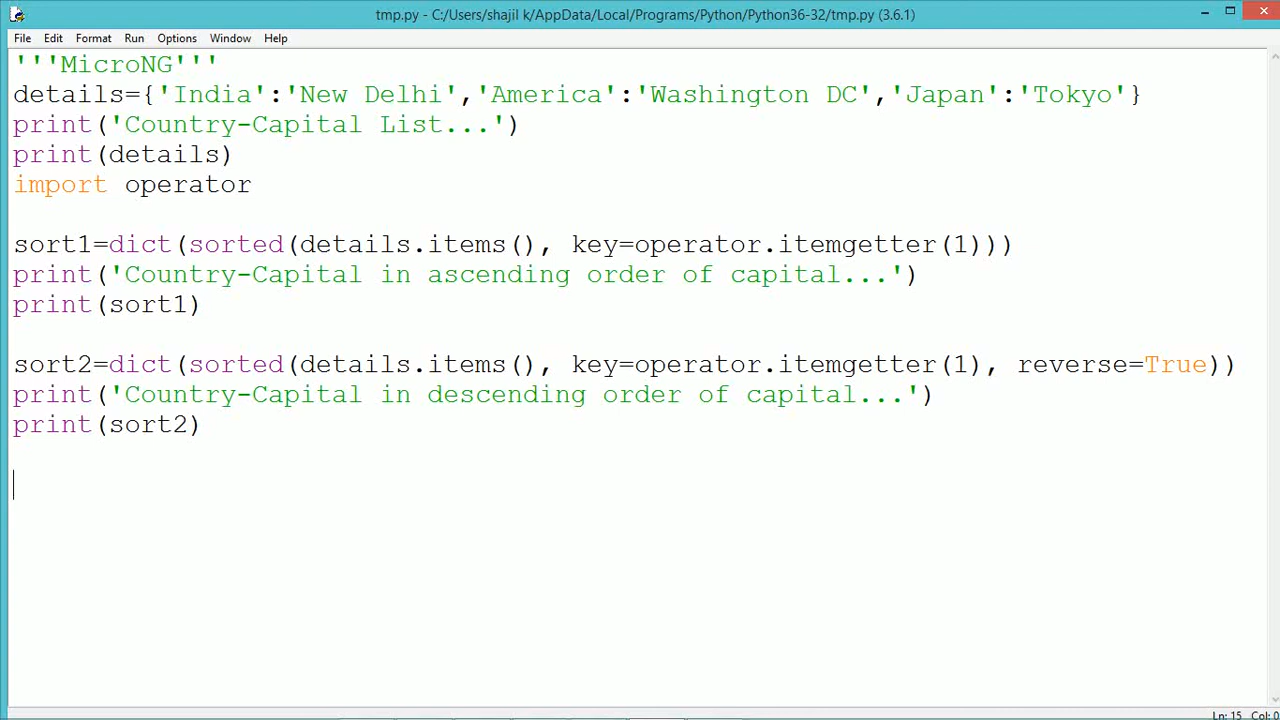 tmp.py - C:/Users/shajil k/AppData/Local/Programs/Python/Python36-32/tmp.py (3.6.1)
File Edit Format Run Options Window Help
'''MicroNG'''
details={'India':'New Delhi','America':'Washington DC','Japan':'Tokyo'}
print('Country-Capital List...')
print(details)
import operator
sort1=dict(sorted(details.items(), key=operator.itemgetter(1)))
print('Country-Capital in ascending order of capital...')
print(sort1)
sort2=dict(sorted(details.items(), key=operator.itemgetter(1), reverse=True))
print('Country-Capital in descending order of capital...')
print(sort2)
Ln: 15 Col: 0